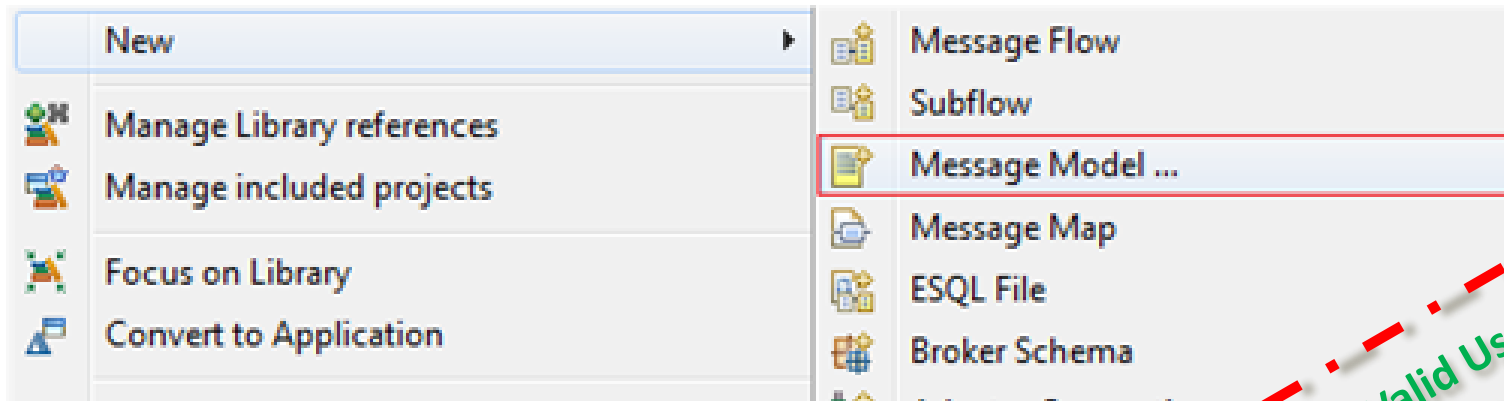 New
Manage Library references
Manage included projects
Focus on Library
Convert to Application
Message Flow
Subflow
Message Model ...
Message Map
ESQL File
Broker Schema